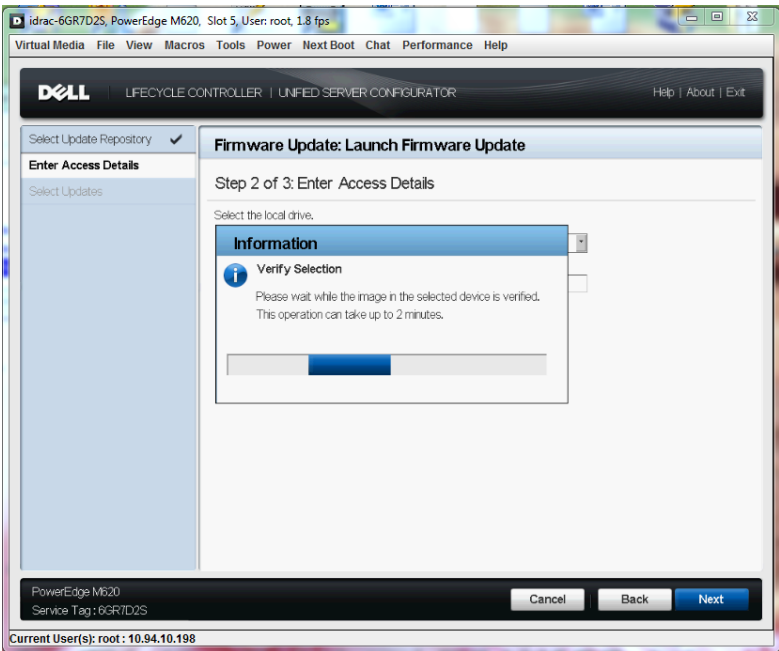 idrac-6GR7D2S, PowerEdge M620, Slot 5, User: root, 1.8 fps
Virtual Media File View Macros Tools Power Next Boot Chat Performance Help
DELL LIFECYCLE CONTROLLER | UNIFIED SERVER CONFIGURATOR Help | About | Exit
Select Update Repository
Enter Access Details
Select Updates
Firmware Update: Launch Firmware Update
Step 2 of 3: Enter Access Details
Select the local drive.
Information
Verify Selection
Please wait while the image in the selected device is verified.
This operation can take up to 2 minutes.
PowerEdge M620
Service Tag : 6GR7D2S
Cancel Back Next
Current User(s): root : 10.94.10.198